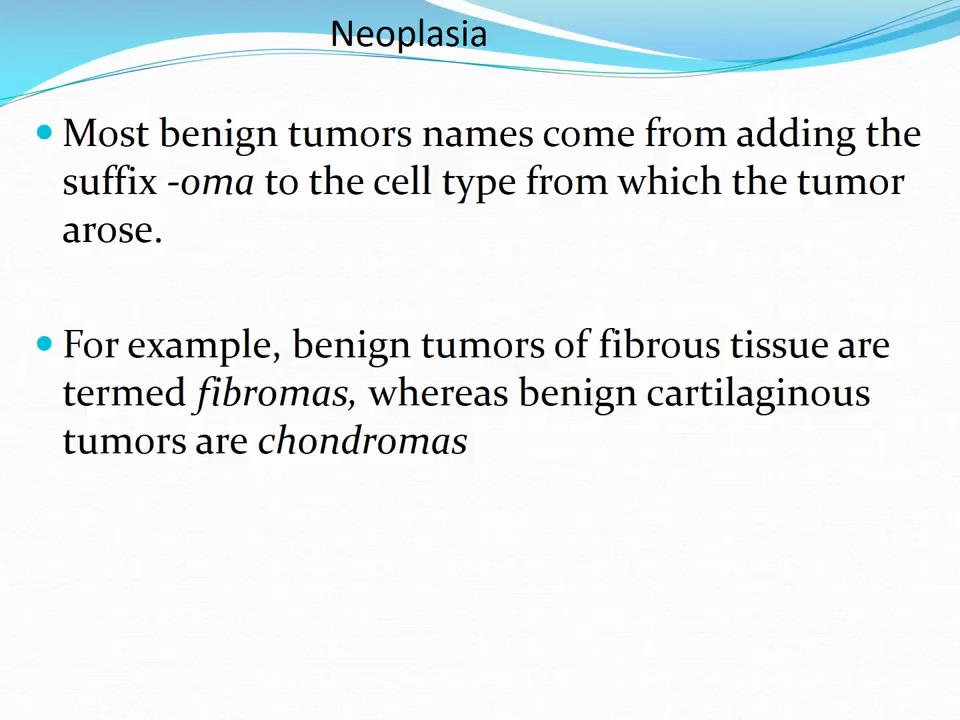 Neoplasia
• Most benign tumors names come from adding the
suffix -oma to the cell type from which the tumor
arose.
• For example, benign tumors of fibrous tissue are
termed fibromas, whereas benign cartilaginous
tumors are chondromas